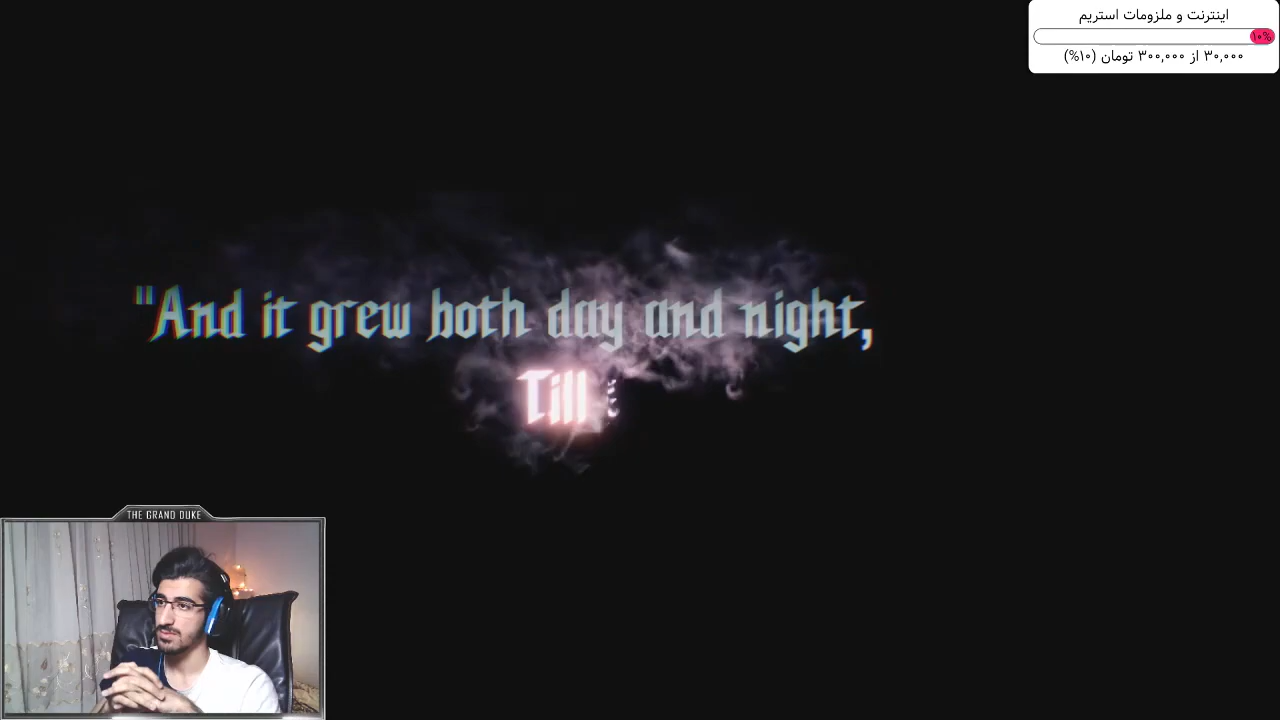 اینترنت و ملزومات استریم
۱۰%
۳۰,۰۰۰ از ۳۰۰,۰۰۰ تومان (۱۰%)
"And it grew both day and night,
Till
THE GRAND DUKE